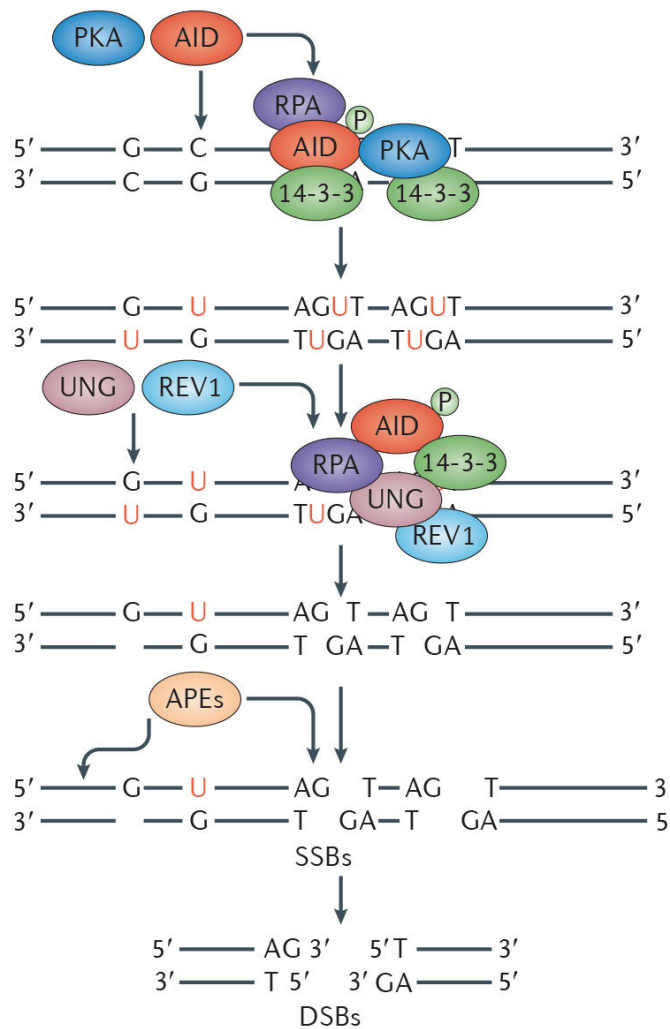 PKA AID
RPA
P
5′ G C AID PKA T 3′
3′ C G 14-3-3 A 14-3-3 5′
5′ G U AGUT AGUT 3′
3′ U G TUGA TUGA 5′
UNG REV1
P
AID
RPA 14-3-3
5′ G U A UNG 3′
3′ U G TUGA A 5′
REV1
5′ G U AG T AG T 3′
3′ G T GA T GA 5′
APEs
5′ G U AG T AG T 3
3′ G T GA T GA 5
SSBs
5′ AG 3′ 5′ T 3′
3′ T 5′ 3′ GA 5′
DSBs